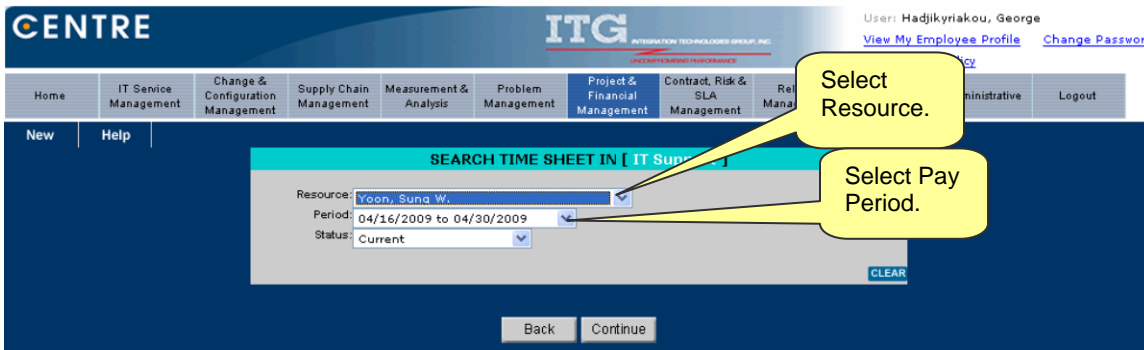 CENTRE
ITG
INTEGRATION TECHNOLOGIES GROUP, INC.
UNCOMPROMISING PERFORMANCE
User: Hadjikyriakou, George
View My Employee Profile Change Passwor
Home
IT Service
Management
Change &
Configuration
Management
Supply Chain
Management
Measurement &
Analysis
Problem
Management
Project &
Financial
Management
Contract, Risk &
SLA
Management
Logout
Select
Resource.
New Help
SEARCH TIME SHEET IN [ IT Support ]
Select Pay
Period.
Resource: Yoon, Sung W.
Period: 04/16/2009 to 04/30/2009
Status: Current
CLEAR
Back Continue